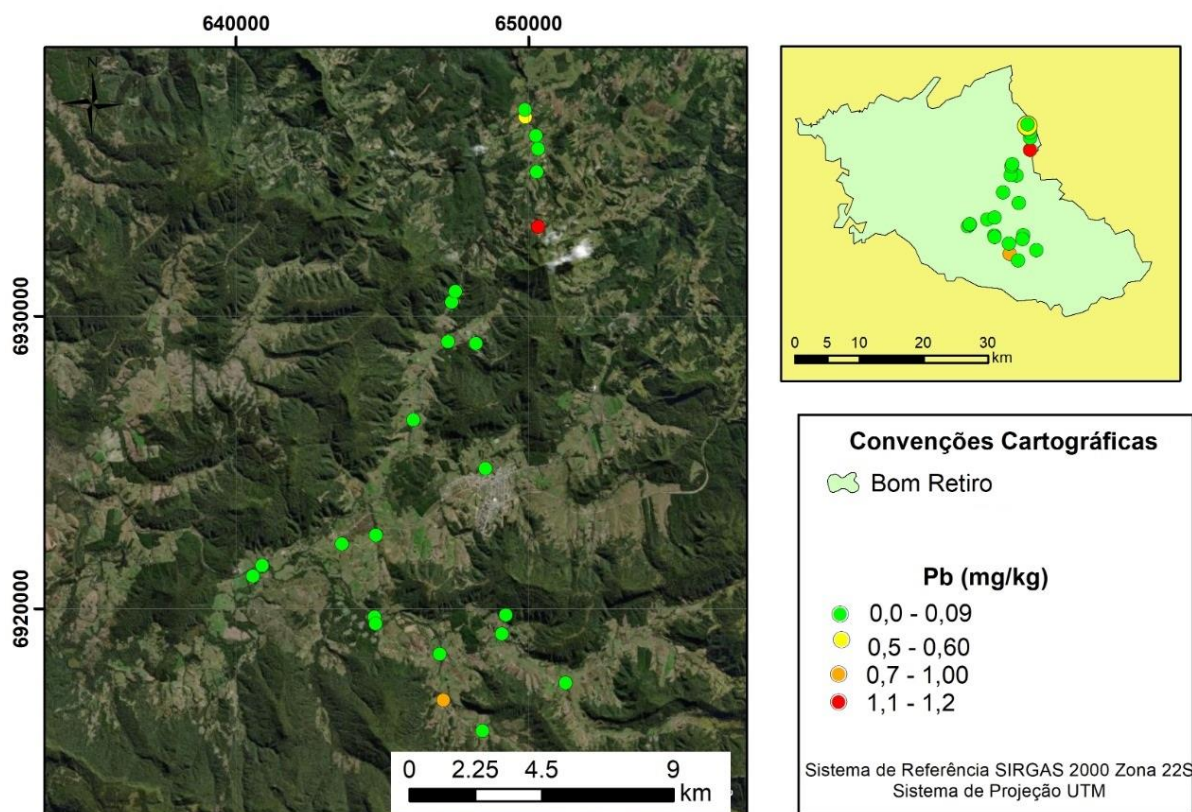 640000
650000
N
6930000
6920000
0 2.25 4.5 9
km
0 5 10 20 30
km
Convenções Cartográficas
Bom Retiro
Pb (mg/kg)
0,0 - 0,09
0,5 - 0,60
0,7 - 1,00
1,1 - 1,2
Sistema de Referência SIRGAS 2000 Zona 22S
Sistema de Projeção UTM